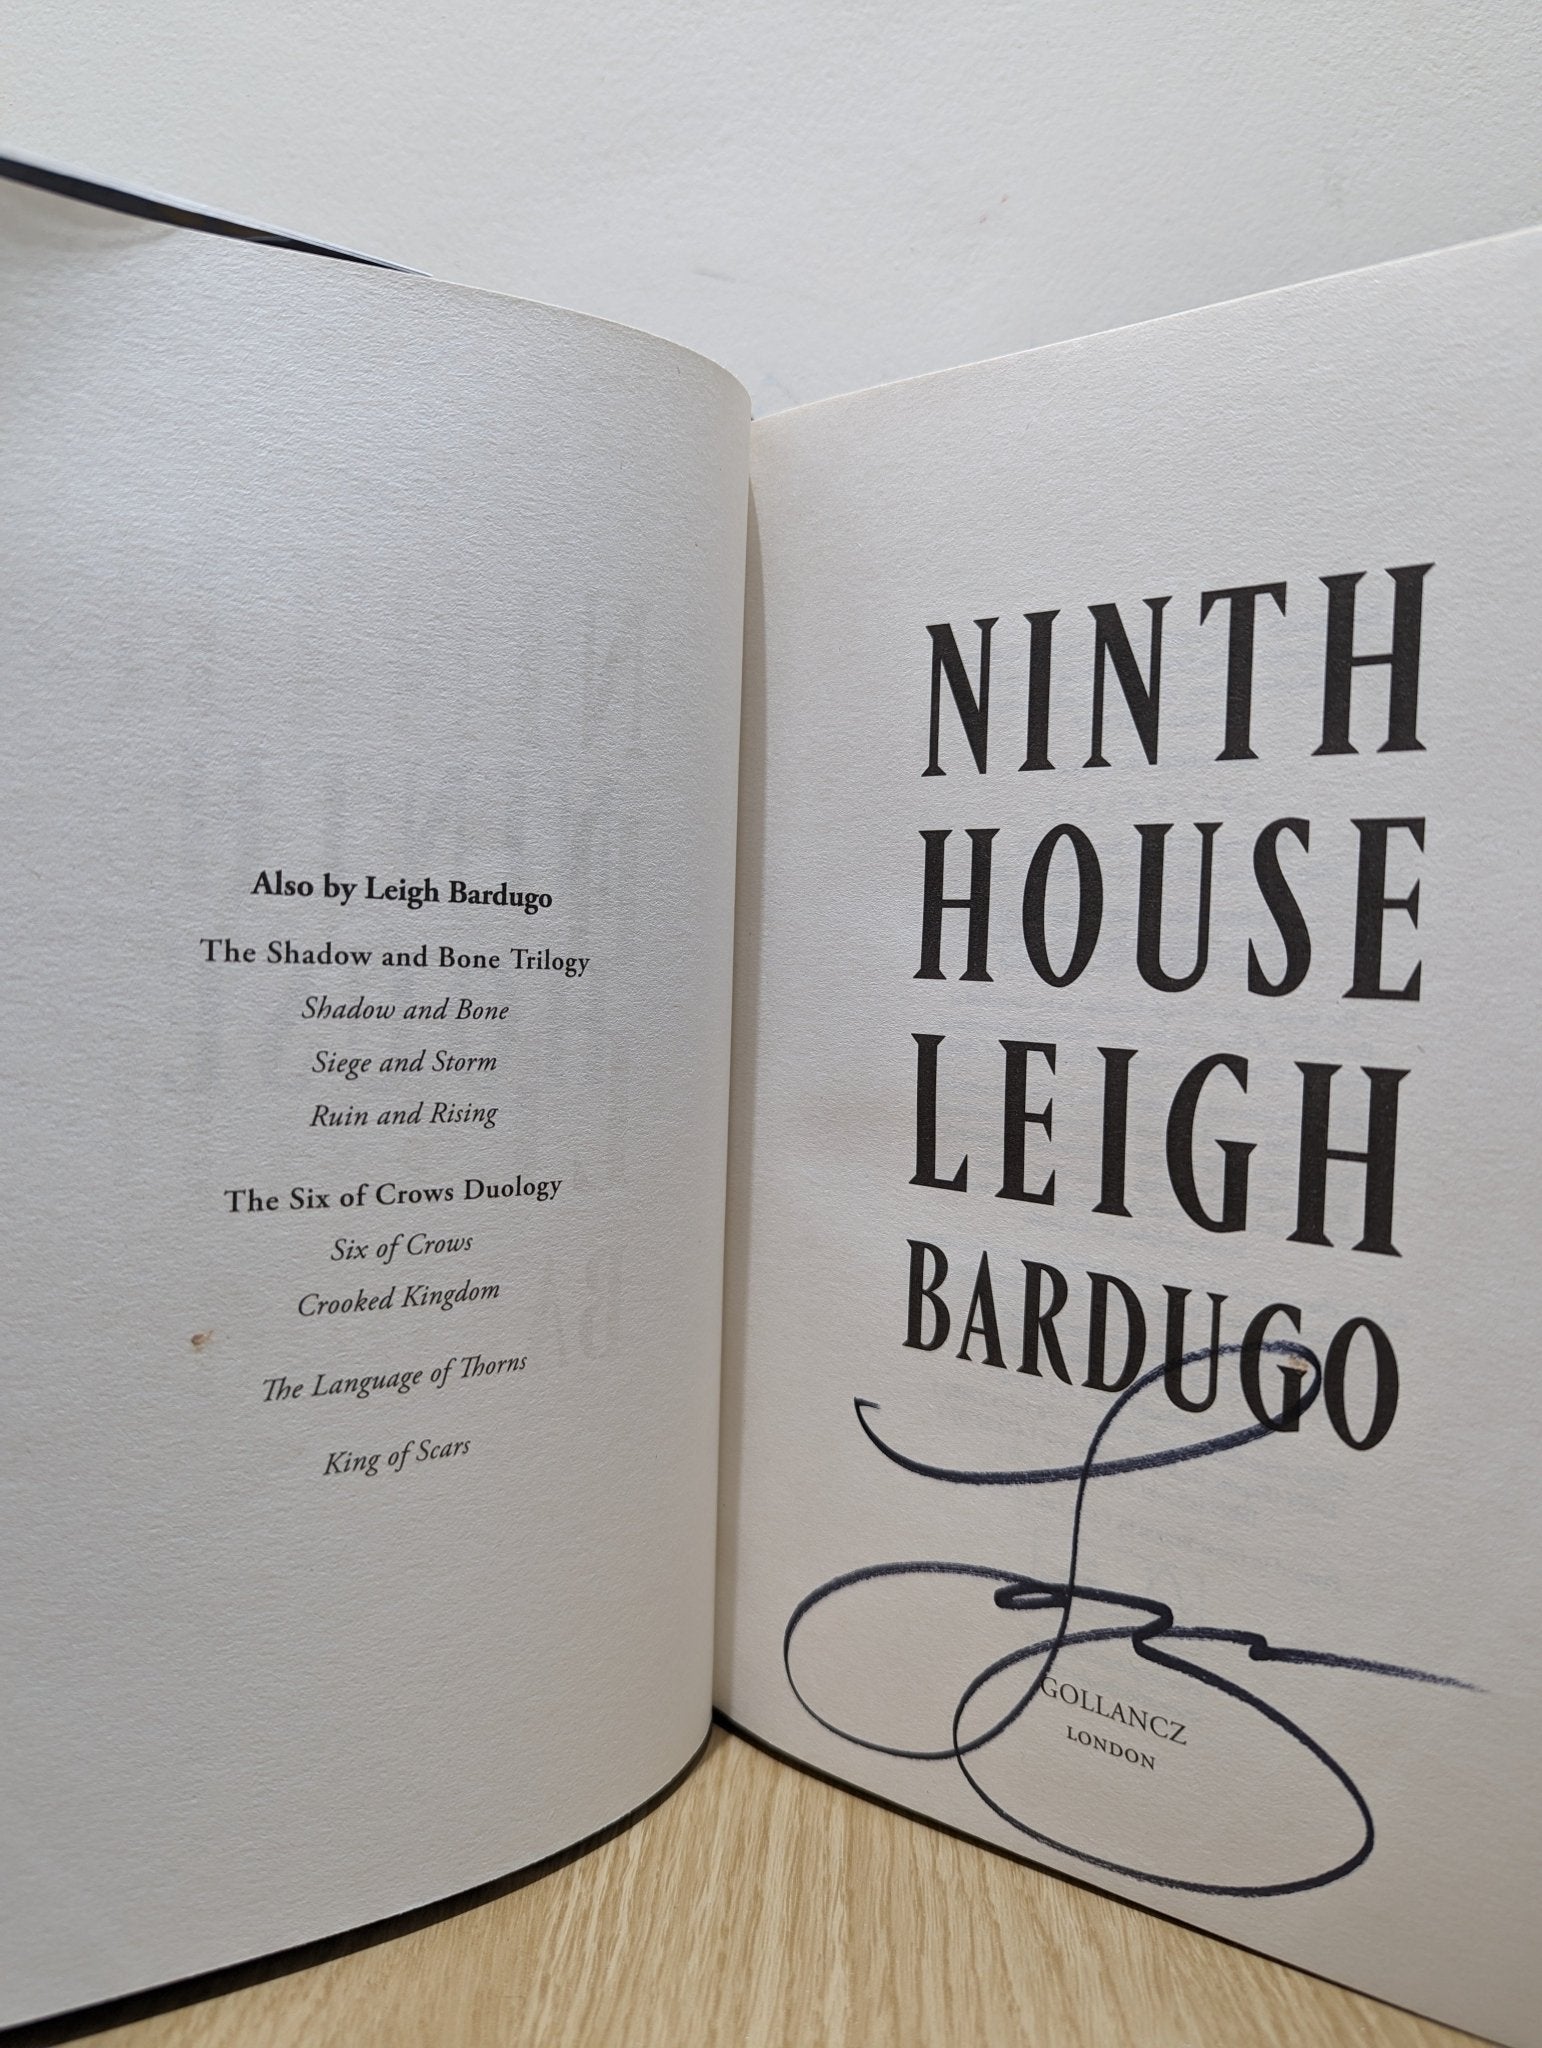 Also by Leigh Bardugo
The Shadow and Bone Trilogy
Shadow and Bone
Siege and Storm
Ruin and Rising
The Six of Crows Duology
Six of Crows
Crooked Kingdom
The Language of Thorns
King of Scars
NINTH
HOUSE
LEIGH
BARDUGO
GOLLANCZ
LONDON